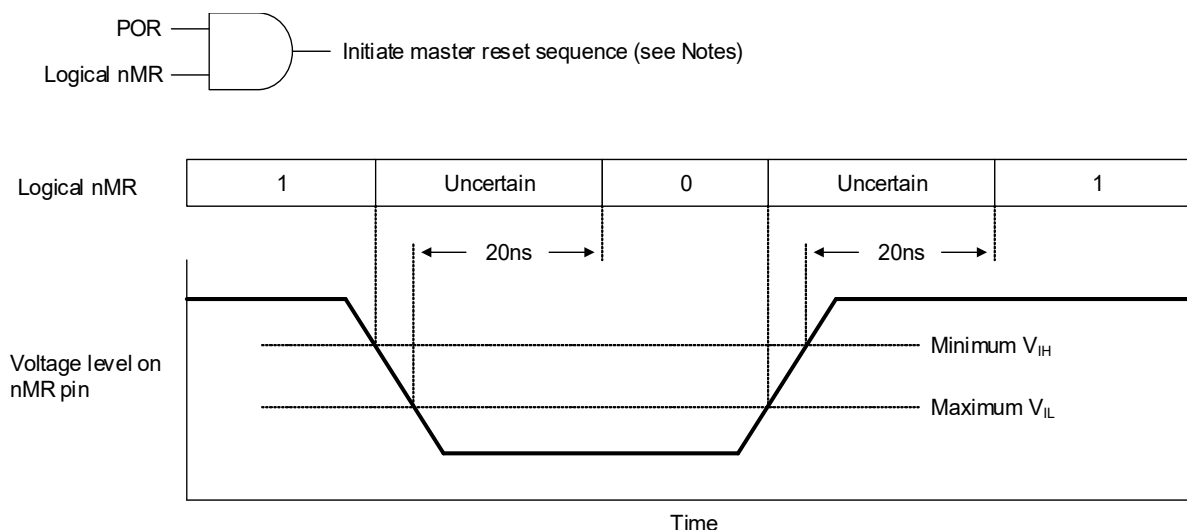 POR
Logical nMR
Initiate master reset sequence (see Notes)
Logical nMR
1
Uncertain
0
Uncertain
1
20ns
20ns
Voltage level on
nMR pin
Minimum VIH
Maximum VIL
Time